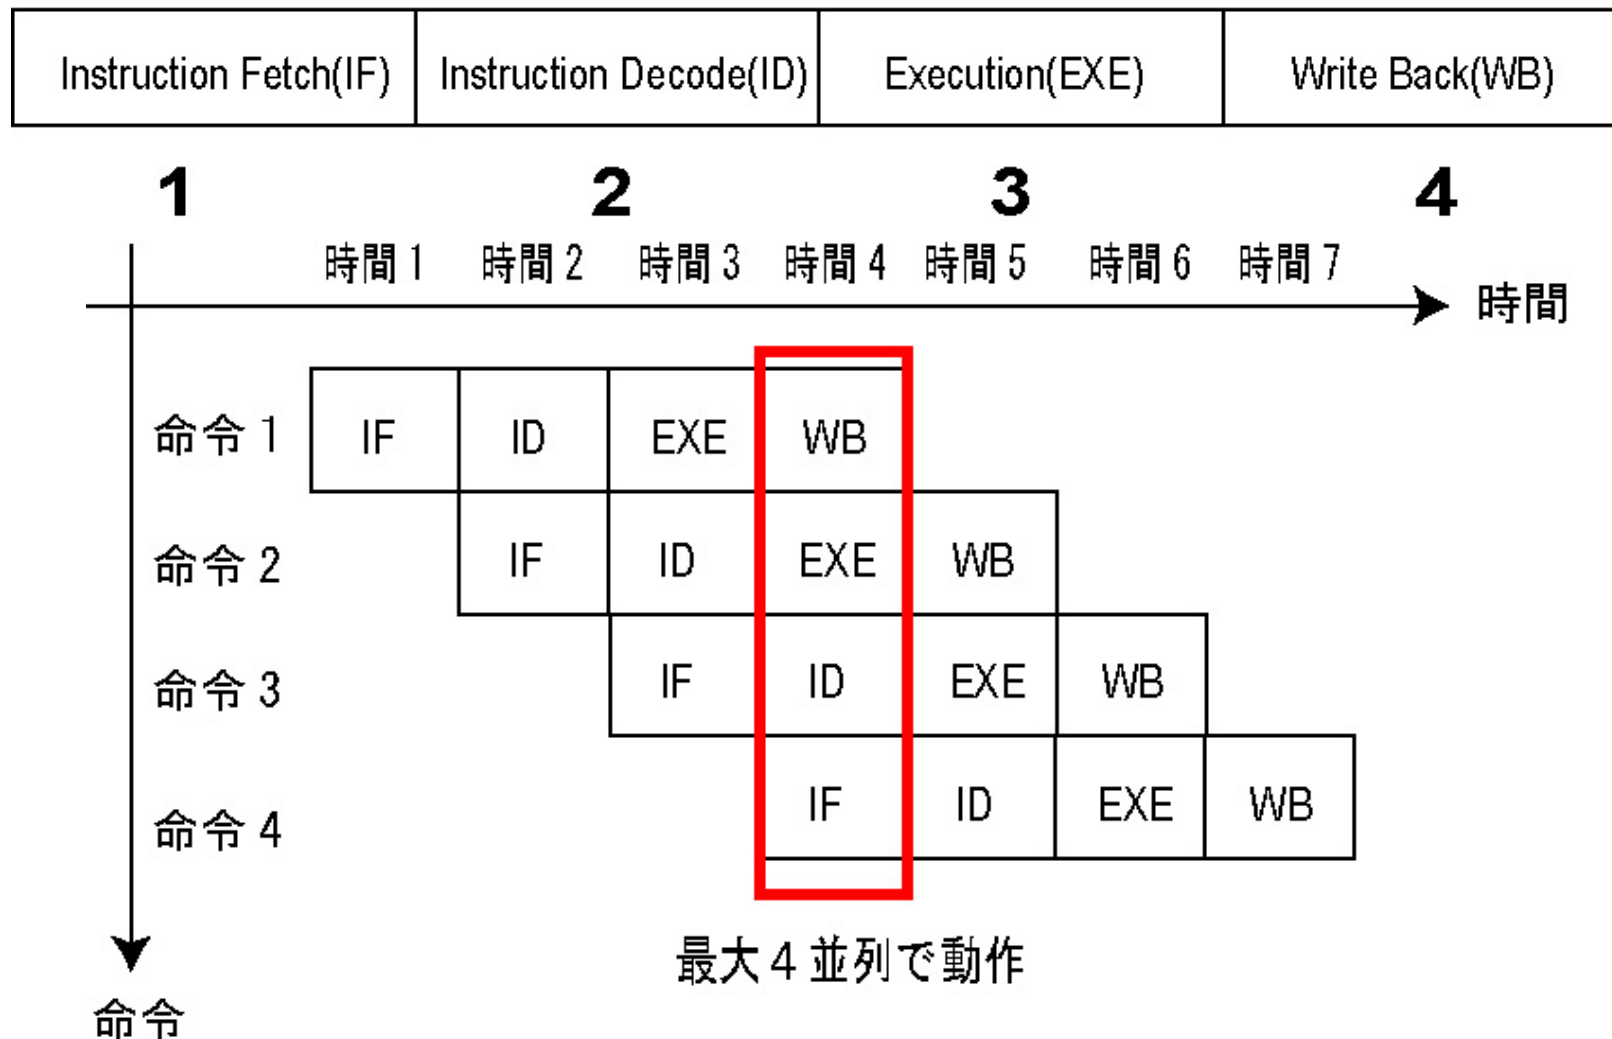 Instruction Fetch(IF) Instruction Decode(ID) Execution(EXE) Write Back(WB)
1 2 3 4
時間1 時間2 時間3 時間4 時間5 時間6 時間7
時間
命令1 IF ID EXE WB
命令2 IF ID EXE WB
命令3 IF ID EXE WB
命令4 IF ID EXE WB
最大4並列で動作
命令